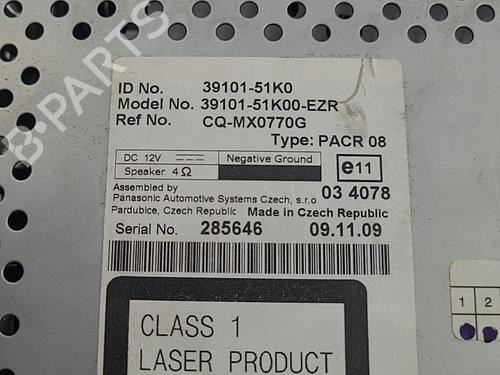 B-PARTS
ID No. 39101-51K0
Model No. 39101-51K00-EZR
Ref No. CQ-MX0770G
Type: PACR 08
DC 12V Negative Ground
Speaker 4Ω
e11
03 4078
Assembled by
Panasonic Automotive Systems Czech, s.r.o
Pardubice, Czech Republic Made in Czech Republic
Serial No. 285646 09.11.09
CLASS 1
LASER PRODUCT
1 2